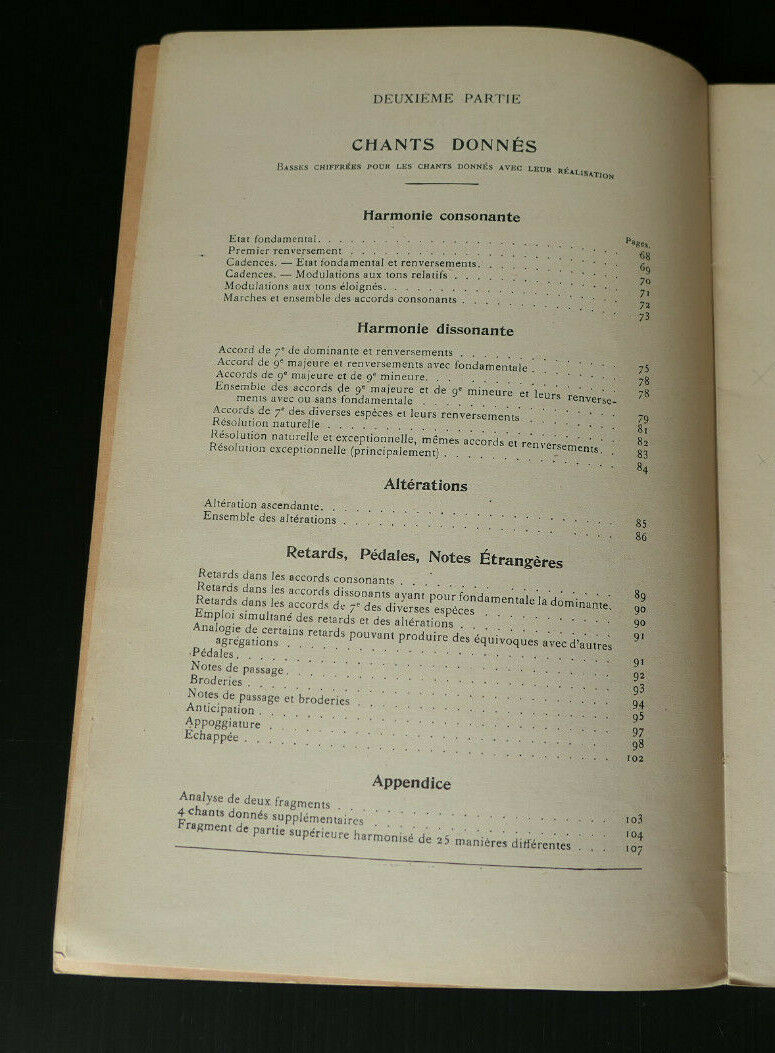 DEUXIÈME PARTIE
CHANTS DONNÉS
BASSES CHIFFRÉES POUR LES CHANTS DONNÉS AVEC LEUR RÉALISATION
Harmonie consonante
Pages.
Etat fondamental. 68
Premier renversement 69
Cadences. — Etat fondamental et renversements. 70
Cadences. — Modulations aux tons relatifs 71
Modulations aux tons éloignés. 72
Marches et ensemble des accords consonants 73
Harmonie dissonante
Accord de 7e de dominante et renversements 75
Accord de 9e majeure et renversements avec fondamentale 78
Accords de 9e majeure et de 9e mineure. 78
Ensemble des accords de 9e majeure et de 9e mineure et leurs renverse-
ments avec ou sans fondamentale 79
Accords de 7e des diverses espèces et leurs renversements 81
Résolution naturelle 82
Résolution naturelle et exceptionnelle, mêmes accords et renversements. 83
Résolution exceptionnelle (principalement) 84
Altérations
Altération ascendante. 85
Ensemble des altérations 86
Retards, Pédales, Notes Étrangères
Retards dans les accords consonants 89
Retards dans les accords dissonants ayant pour fondamentale la dominante. 90
Retards dans les accords de 7e des diverses espèces 90
Emploi simultané des retards et des altérations 91
Analogie de certains retards pouvant produire des équivoques avec d'autres
agrégations 91
Pédales. 92
Notes de passage. 93
Broderies 94
Notes de passage et broderies 95
Anticipation 97
Appoggiature 98
Echappée 102
Appendice
Analyse de deux fragments 103
4 chants donnés supplémentaires 104
Fragment de partie supérieure harmonisé de 25 manières différentes 107